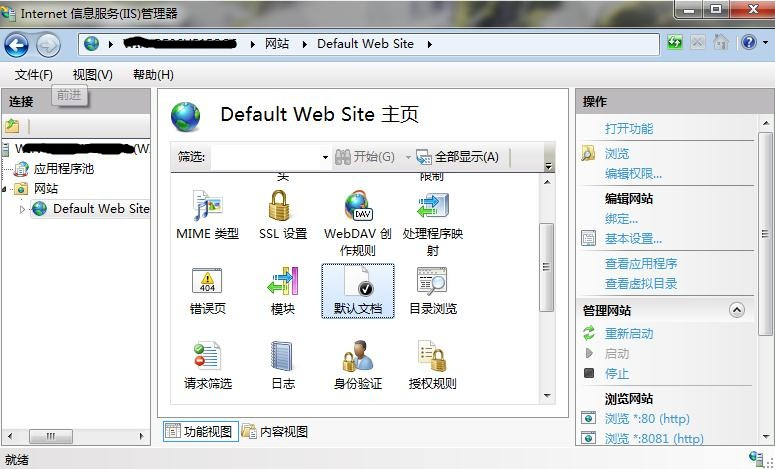 Internet 信息服务(IIS)管理器
网站 Default Web Site
文件(F) 视图(V) 帮助(H)
前进
连接
应用程序池
网站
Default Web Site
Default Web Site 主页
筛选: 开始(G) 全部显示(A)
头 限制
MIME 类型 SSL 设置 WebDAV 创作规则 处理程序映射
404
错误页 模块 默认文档 目录浏览
请求筛选 日志 身份验证 授权规则
功能视图 内容视图
操作
打开功能
浏览
编辑权限...
编辑网站
绑定...
基本设置...
查看应用程序
查看虚拟目录
管理网站
重新启动
启动
停止
浏览网站
浏览 *:80 (http)
浏览 *:8081 (http)
就绪